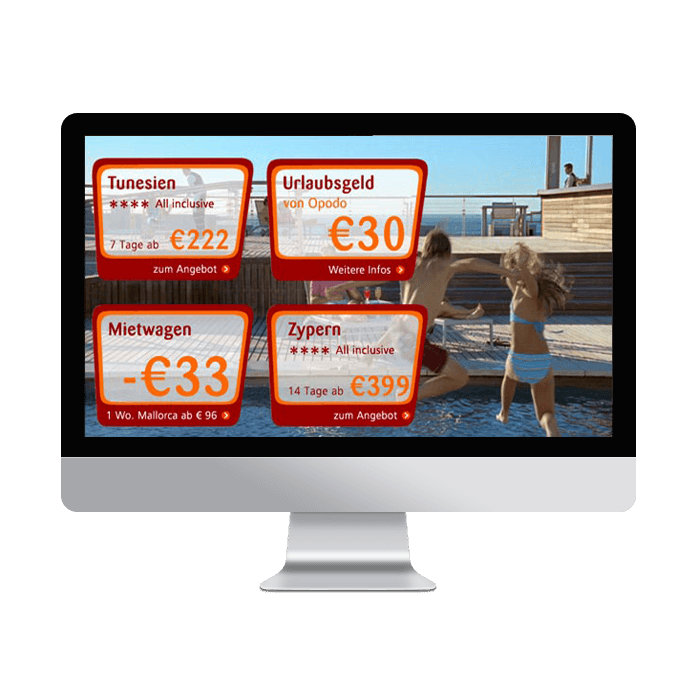 Tunesien
**** All inclusive
7 Tage ab €222
zum Angebot
Urlaubsgeld
von Opodo
€30
Weitere Infos
Mietwagen
-€33
1 Wo. Mallorca ab € 96
Zypern
**** All inclusive
14 Tage ab €399
zum Angebot